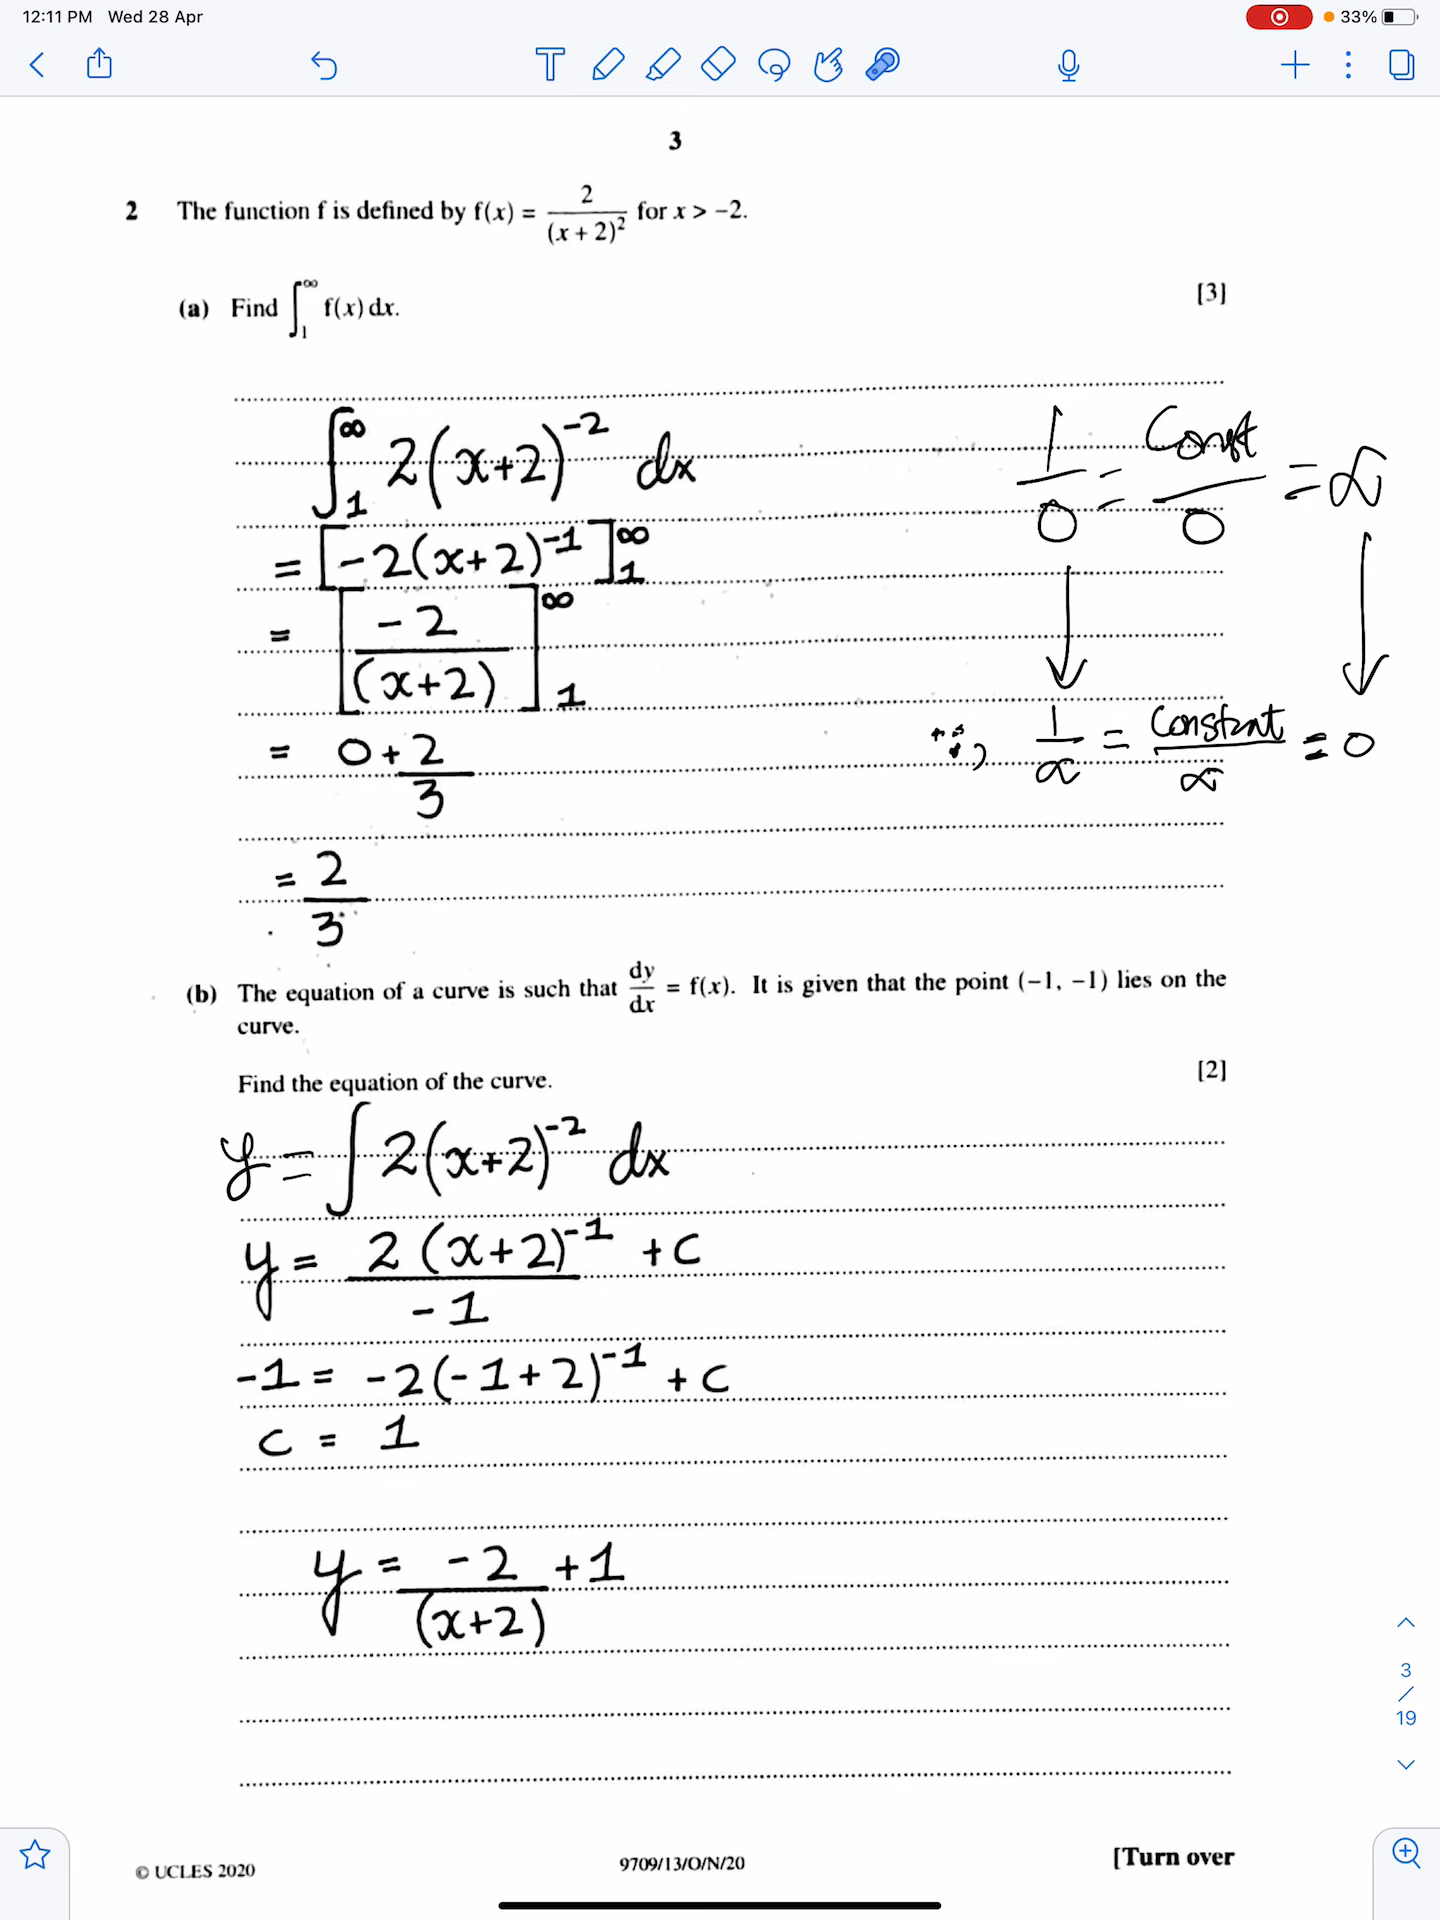 12:11 PM Wed 28 Apr
33%
3
2 The function f is defined by f(x) = 2/(x + 2)² for x > −2.
(a) Find ∫₁^∞ f(x) dx. [3]
∫₁^∞ 2(x+2)⁻² dx
= [-2(x+2)⁻¹]₁^∞
= [-2/(x+2)]₁^∞
= 0 + 2/3
= 2/3
1/0 = Const/0 = ∞
∴, 1/∞ = Constant/∞ = 0
(b) The equation of a curve is such that dy/dx = f(x). It is given that the point (−1, −1) lies on the
curve.
Find the equation of the curve. [2]
y = ∫ 2(x+2)⁻² dx
y = 2(x+2)⁻¹/-1 + c
-1 = -2(-1+2)⁻¹ + c
c = 1
y = -2/(x+2) + 1
3
/
19
© UCLES 2020
9709/13/O/N/20
[Turn over